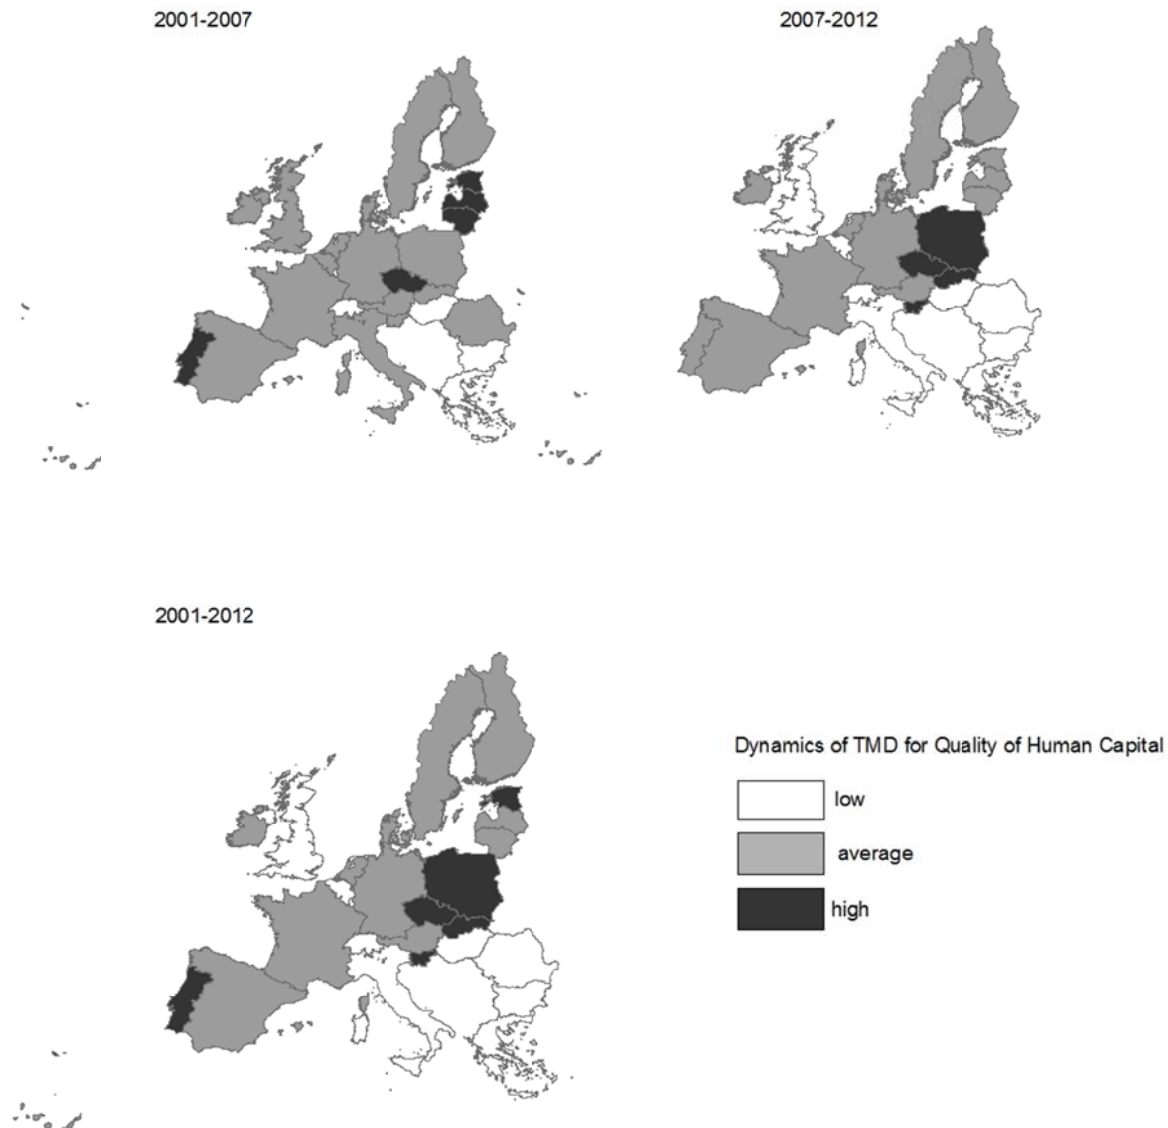 2001-2007
2007-2012
2001-2012
Dynamics of TMD for Quality of Human Capital
low
average
high